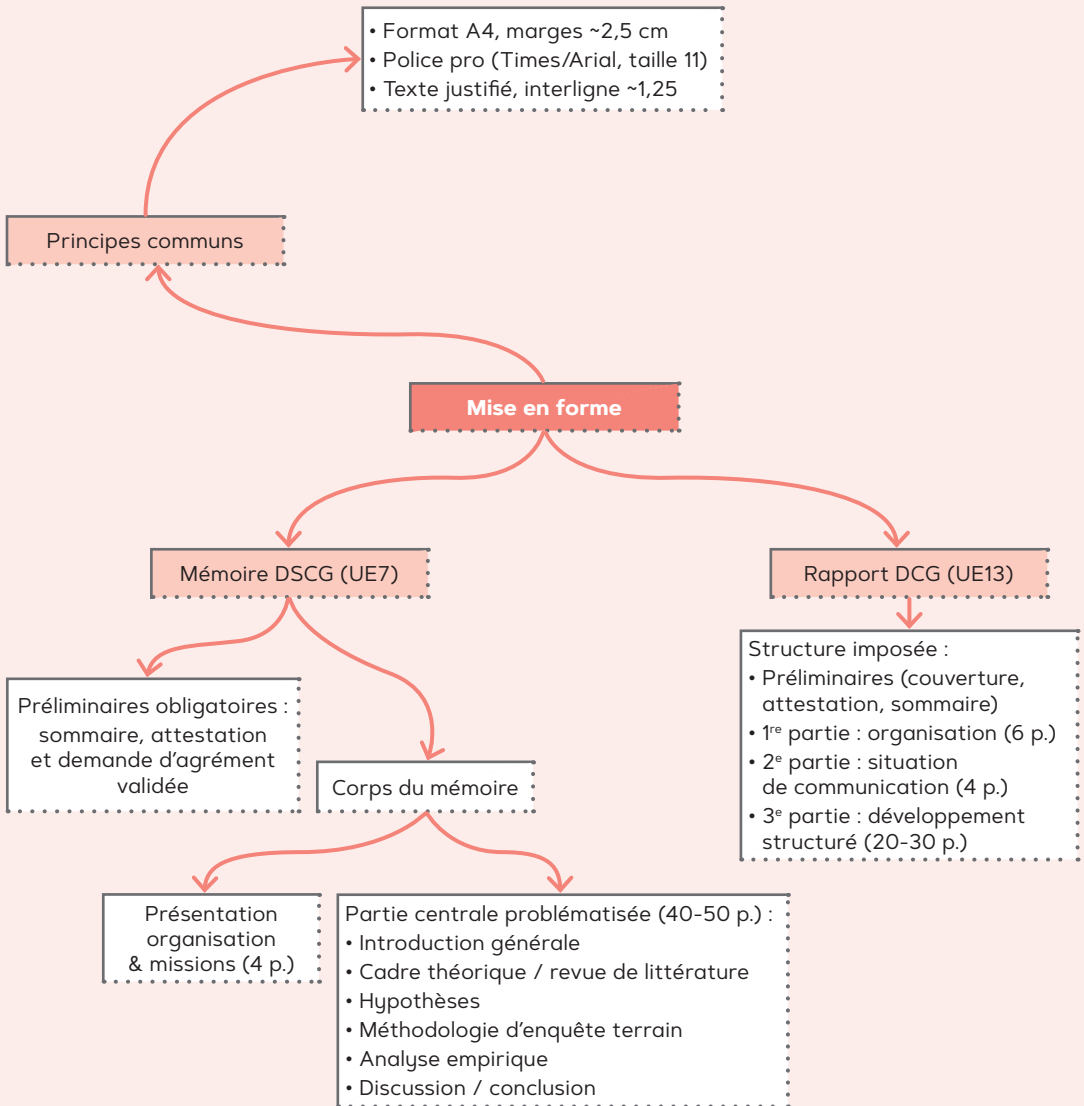 • Format A4, marges ~2,5 cm
• Police pro (Times/Arial, taille 11)
• Texte justifié, interligne ~1,25
Principes communs
Mise en forme
Mémoire DSCG (UE7)
Rapport DCG (UE13)
Préliminaires obligatoires :
sommaire, attestation
et demande d'agrément
validée
Corps du mémoire
Structure imposée :
• Préliminaires (couverture,
attestation, sommaire)
• 1re partie : organisation (6 p.)
• 2e partie : situation
de communication (4 p.)
• 3e partie : développement
structuré (20-30 p.)
Présentation
organisation
& missions (4 p.)
Partie centrale problématisée (40-50 p.) :
• Introduction générale
• Cadre théorique / revue de littérature
• Hypothèses
• Méthodologie d'enquête terrain
• Analyse empirique
• Discussion / conclusion